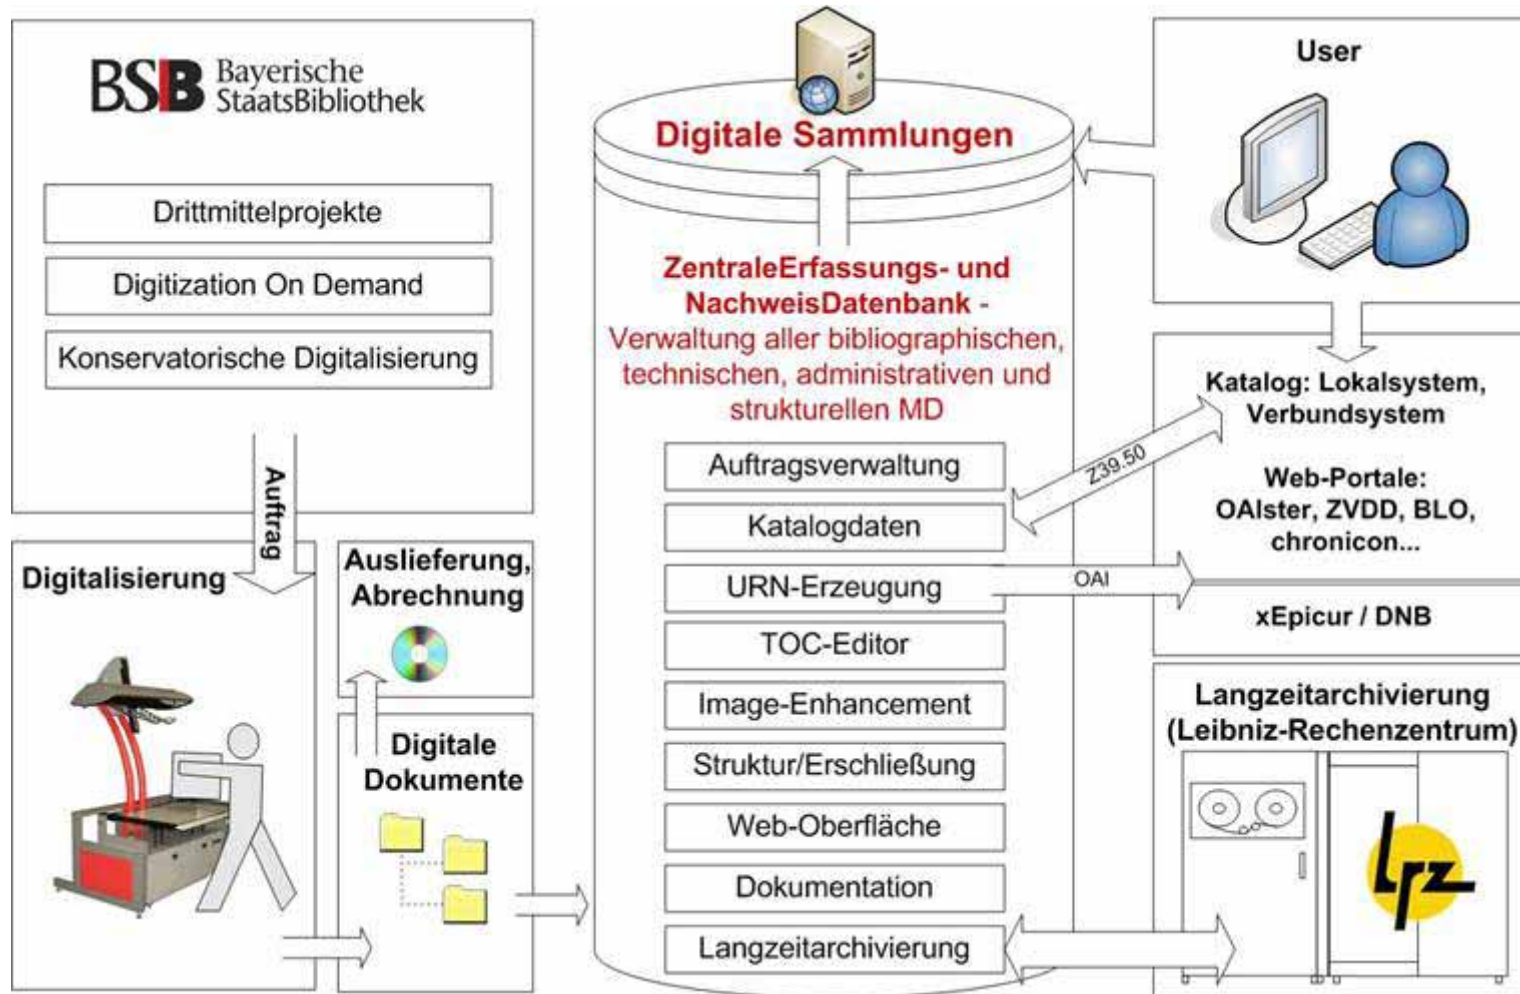 BSB Bayerische
StaatsBibliothek
Drittmittelprojekte
Digitization On Demand
Konservatorische Digitalisierung
Auftrag
Digitalisierung
Auslieferung,
Abrechnung
Digitale
Dokumente
Digitale Sammlungen
ZentraleErfassungs- und
NachweisDatenbank -
Verwaltung aller bibliographischen,
technischen, administrativen und
strukturellen MD
Auftragsverwaltung
Katalogdaten
URN-Erzeugung
TOC-Editor
Image-Enhancement
Struktur/Erschließung
Web-Oberfläche
Dokumentation
Langzeitarchivierung
Z39.50
OAI
User
Katalog: Lokalsystem,
Verbundsystem
Web-Portale:
OAIster, ZVDD, BLO,
chronicon...
xEpicur / DNB
Langzeitarchivierung
(Leibniz-Rechenzentrum)
lrz